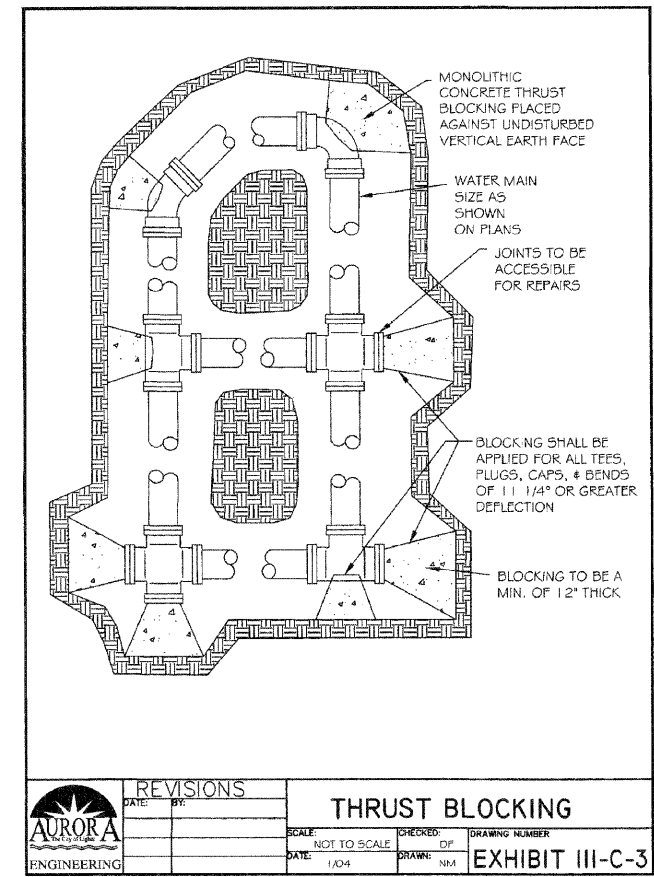 MONOLITHIC
CONCRETE THRUST
BLOCKING PLACED
AGAINST UNDISTURBED
VERTICAL EARTH FACE
WATER MAIN
SIZE AS
SHOWN
ON PLANS
JOINTS TO BE
ACCESSIBLE
FOR REPAIRS
BLOCKING SHALL BE
APPLIED FOR ALL TEES,
PLUGS, CAPS, & BENDS
OF 11 1/4° OR GREATER
DEFLECTION
BLOCKING TO BE A
MIN. OF 12" THICK
AURORA
The City of Lights
ENGINEERING
REVISIONS
DATE: BY:
THRUST BLOCKING
SCALE: NOT TO SCALE
CHECKED: DF
DATE: 1/04
DRAWN: NM
DRAWING NUMBER
EXHIBIT III-C-3